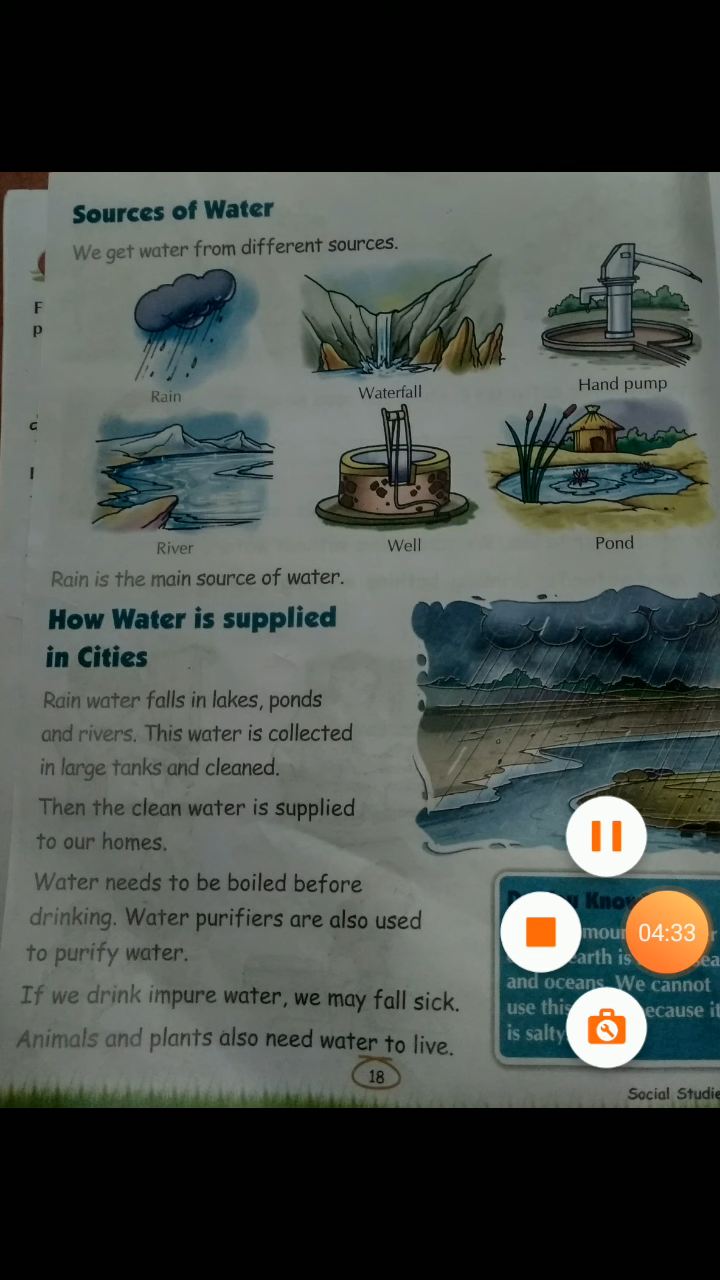 Sources of Water
We get water from different sources.
Rain
Waterfall
Hand pump
River
Well
Pond
Rain is the main source of water.
How Water is supplied
in Cities
Rain water falls in lakes, ponds
and rivers. This water is collected
in large tanks and cleaned.
Then the clean water is supplied
to our homes.
Water needs to be boiled before
drinking. Water purifiers are also used
to purify water.
If we drink impure water, we may fall sick.
Animals and plants also need water to live.
18
earth is
and oceans. We cannot
use this
is salty
04:33
Social